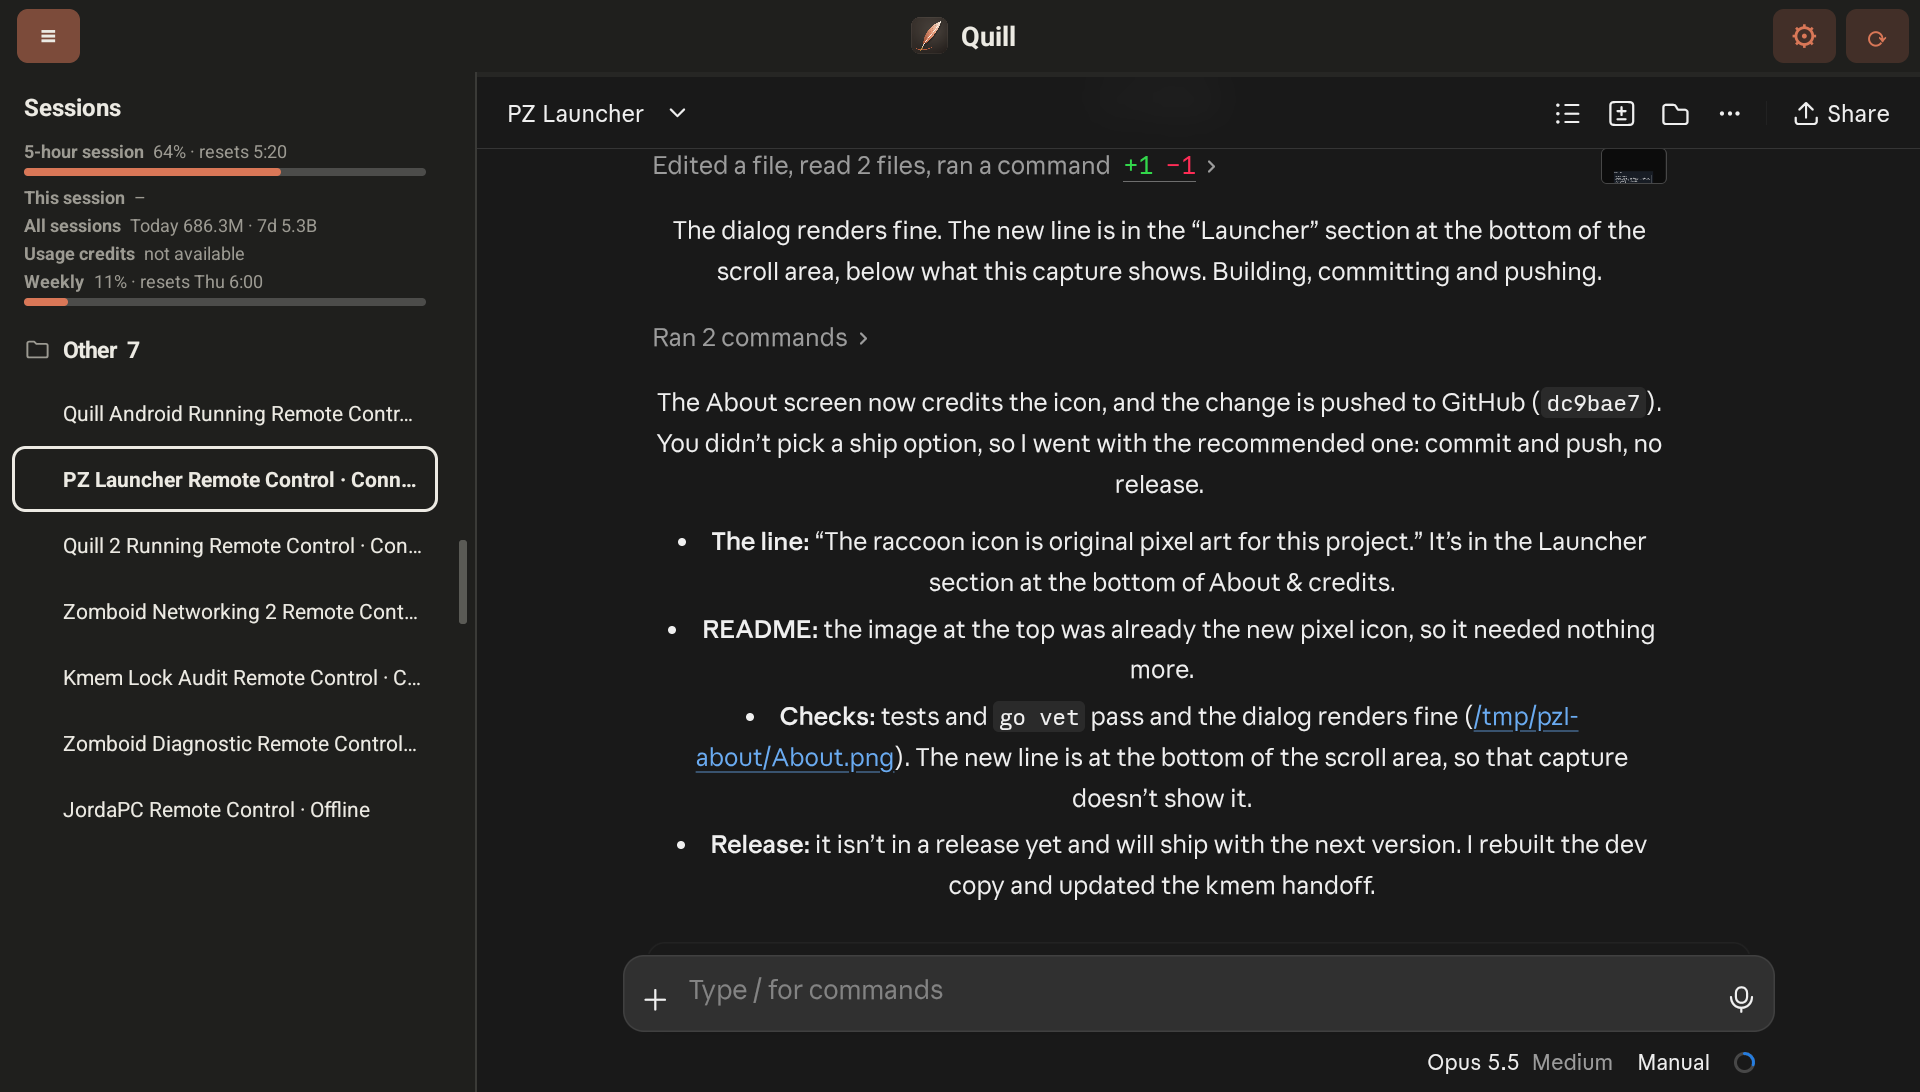 Quill
Sessions
5-hour session 64% · resets 5:20
This session –
All sessions Today 686.3M · 7d 5.3B
Usage credits not available
Weekly 11% · resets Thu 6:00
Other 7
Quill Android Running Remote Contr...
PZ Launcher Remote Control · Conn...
Quill 2 Running Remote Control · Con...
Zomboid Networking 2 Remote Cont...
Kmem Lock Audit Remote Control · C...
Zomboid Diagnostic Remote Control...
JordaPC Remote Control · Offline
PZ Launcher
Share
Edited a file, read 2 files, ran a command +1 −1 >
The dialog renders fine. The new line is in the “Launcher” section at the bottom of the
scroll area, below what this capture shows. Building, committing and pushing.
Ran 2 commands >
The About screen now credits the icon, and the change is pushed to GitHub (dc9bae7).
You didn’t pick a ship option, so I went with the recommended one: commit and push, no
release.
• The line: “The raccoon icon is original pixel art for this project.” It’s in the Launcher
section at the bottom of About & credits.
• README: the image at the top was already the new pixel icon, so it needed nothing
more.
• Checks: tests and go vet pass and the dialog renders fine (/tmp/pzl-
about/About.png). The new line is at the bottom of the scroll area, so that capture
doesn’t show it.
• Release: it isn’t in a release yet and will ship with the next version. I rebuilt the dev
copy and updated the kmem handoff.
Type / for commands
Opus 5.5 Medium Manual